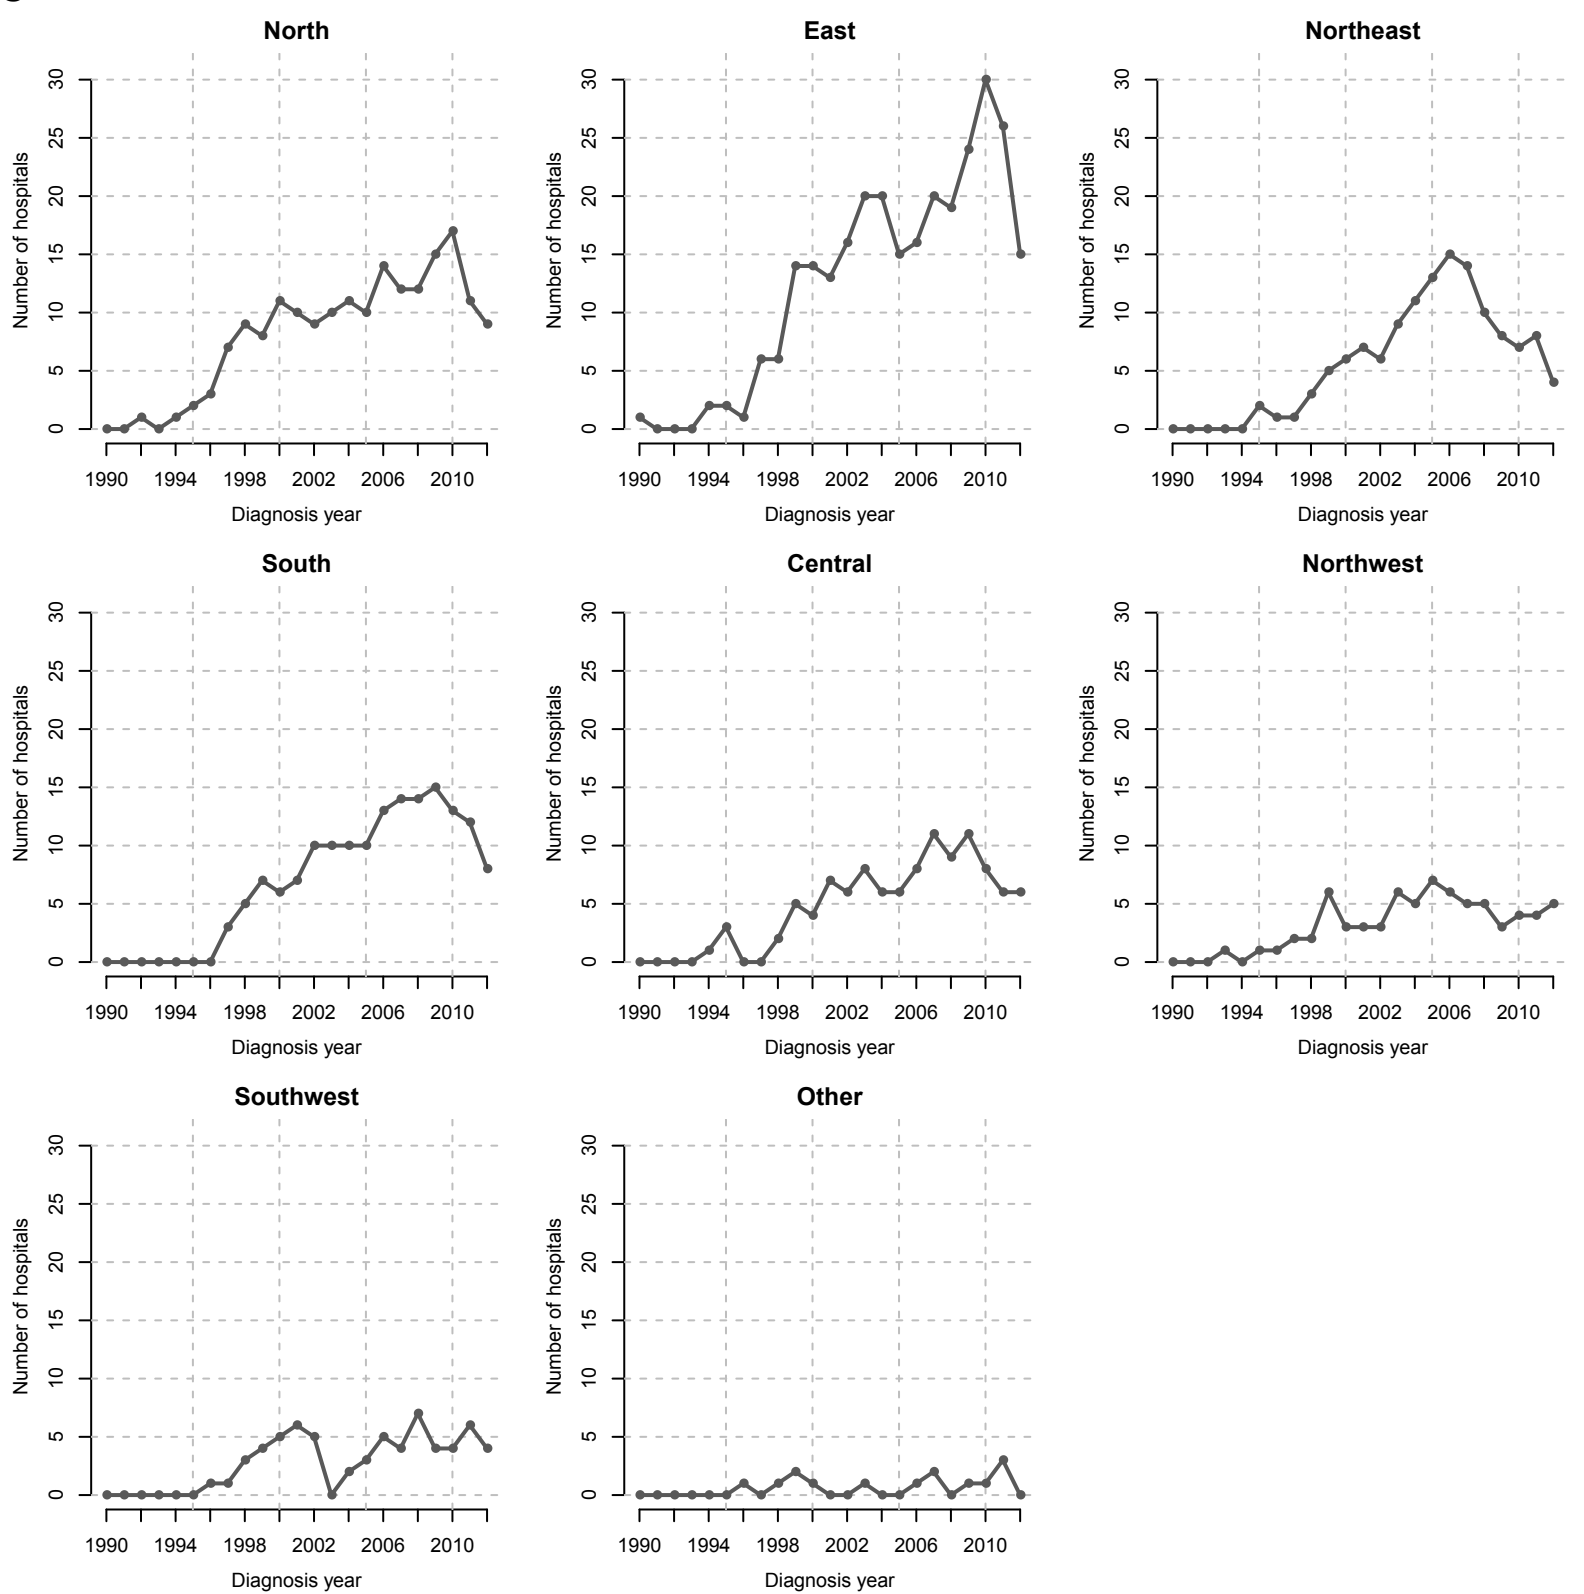 North
East
Northeast
Number of hospitals
0 5 10 15 20 25 30
1990 1994 1998 2002 2006 2010
Diagnosis year
Number of hospitals
0 5 10 15 20 25 30
1990 1994 1998 2002 2006 2010
Diagnosis year
Number of hospitals
0 5 10 15 20 25 30
1990 1994 1998 2002 2006 2010
Diagnosis year
South
Central
Northwest
Number of hospitals
0 5 10 15 20 25 30
1990 1994 1998 2002 2006 2010
Diagnosis year
Number of hospitals
0 5 10 15 20 25 30
1990 1994 1998 2002 2006 2010
Diagnosis year
Number of hospitals
0 5 10 15 20 25 30
1990 1994 1998 2002 2006 2010
Diagnosis year
Southwest
Other
Number of hospitals
0 5 10 15 20 25 30
1990 1994 1998 2002 2006 2010
Diagnosis year
Number of hospitals
0 5 10 15 20 25 30
1990 1994 1998 2002 2006 2010
Diagnosis year